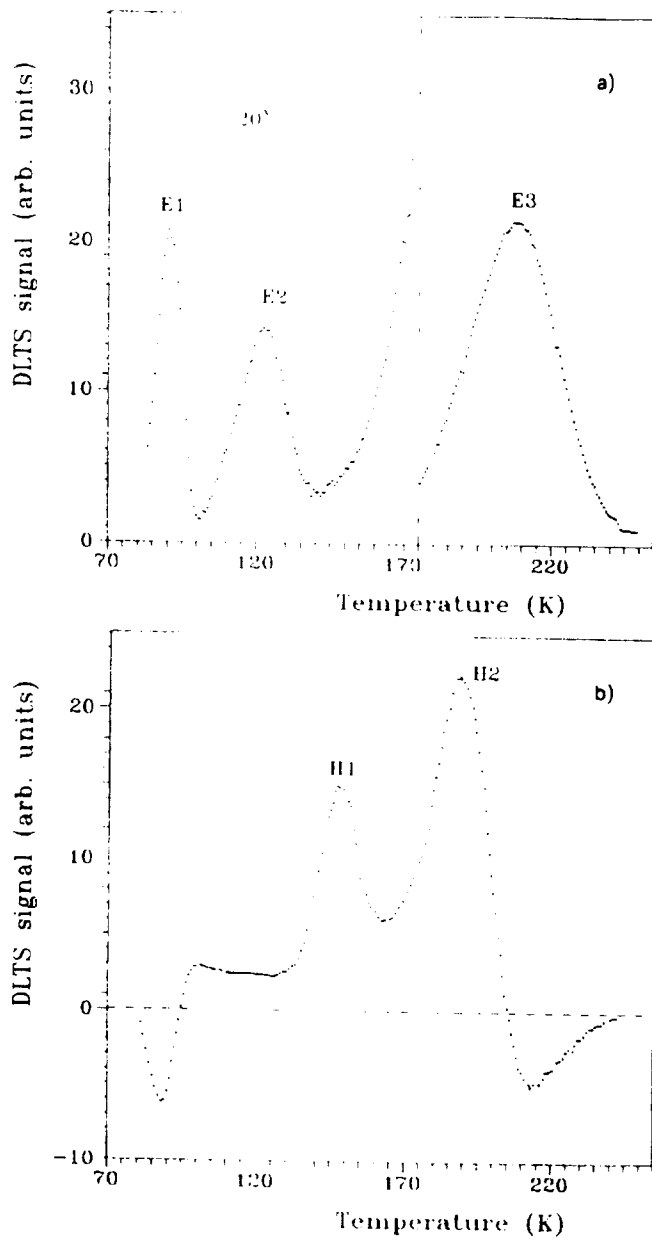 a)
30
20
E1
E2
E3
20
10
0
70 120 170 220
DLTS signal (arb. units)
Temperature (K)
b)
H1
H2
20
10
0
-10
70 120 170 220
DLTS signal (arb. units)
Temperature (K)